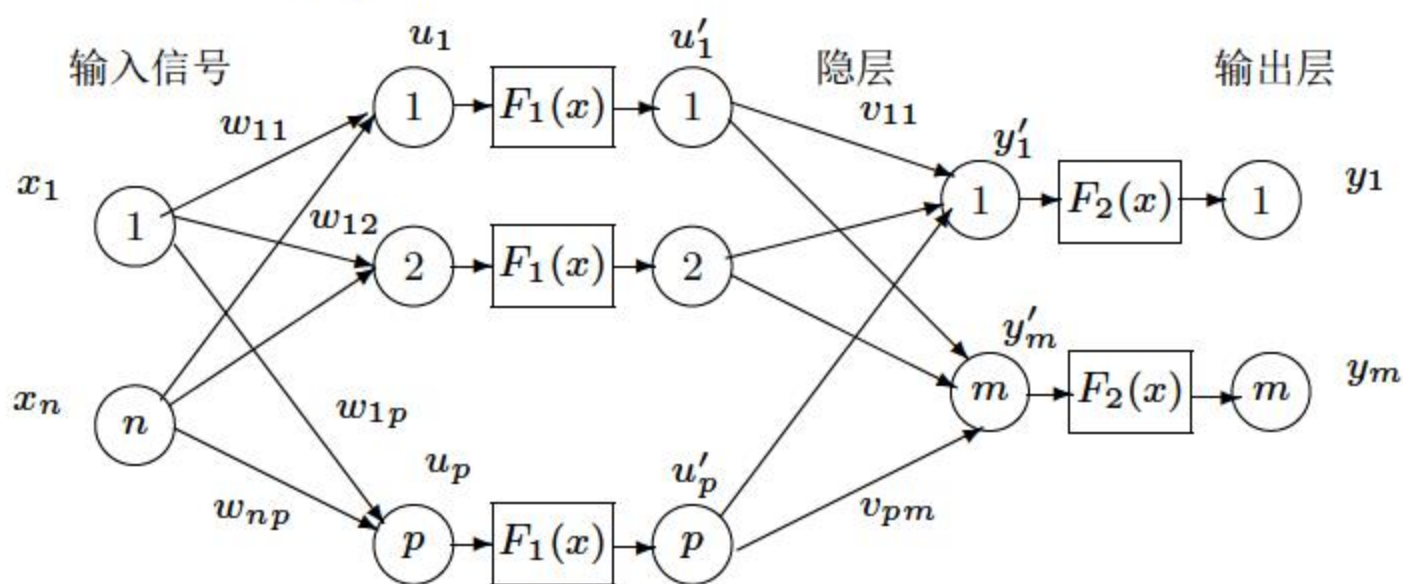 输入信号 u₁ u′₁ 隐层 输出层
w₁₁ 1 F₁(x) 1 v₁₁
x₁ 1 y′₁ 1 F₂(x) 1 y₁
w₁₂ 2 F₁(x) 2
xₙ n w₁ₚ y′ₘ m F₂(x) m yₘ
uₚ u′ₚ
wₙₚ p F₁(x) p vₚₘ